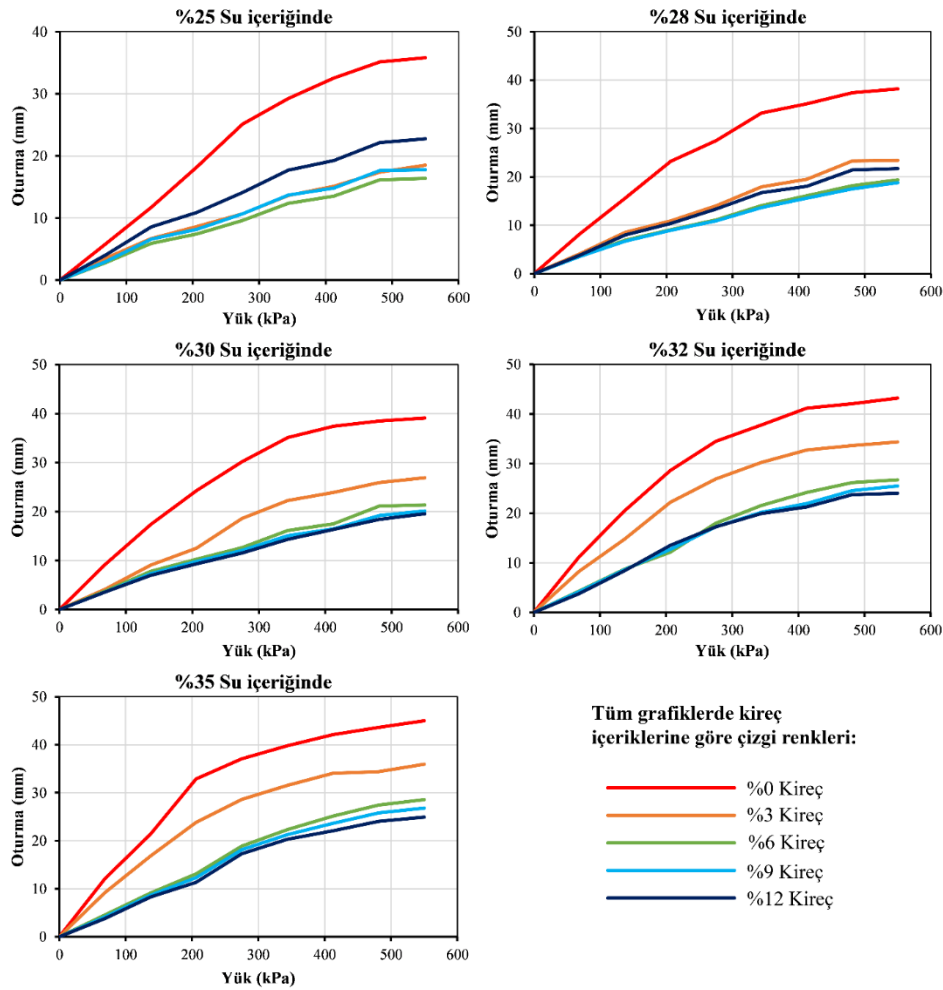 %25 Su içeriğinde
Oturma (mm)
40
30
20
10
0
0 100 200 300 400 500 600
Yük (kPa)
%28 Su içeriğinde
Oturma (mm)
50
40
30
20
10
0
0 100 200 300 400 500 600
Yük (kPa)
%30 Su içeriğinde
Oturma (mm)
50
40
30
20
10
0
0 100 200 300 400 500 600
Yük (kPa)
%32 Su içeriğinde
Oturma (mm)
50
40
30
20
10
0
0 100 200 300 400 500 600
Yük (kPa)
%35 Su içeriğinde
Oturma (mm)
50
40
30
20
10
0
0 100 200 300 400 500 600
Yük (kPa)
Tüm grafiklerde kireç
içeriklerine göre çizgi renkleri:
%0 Kireç
%3 Kireç
%6 Kireç
%9 Kireç
%12 Kireç